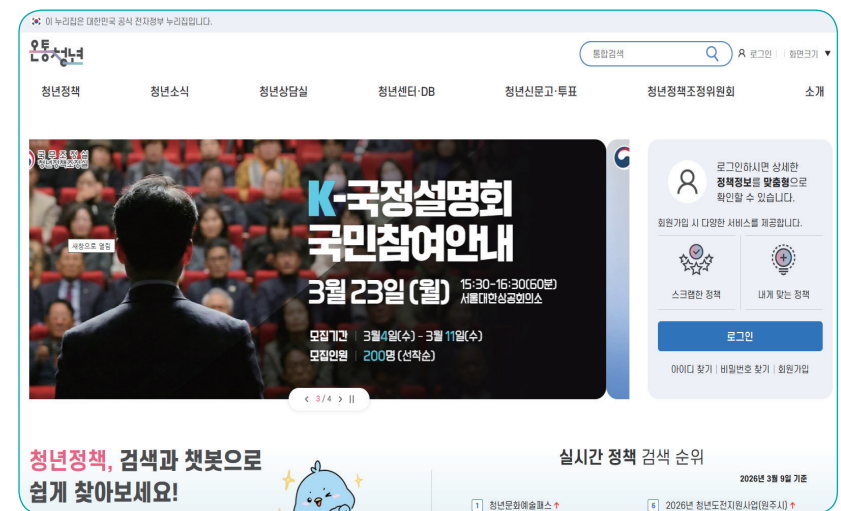 이 누리집은 대한민국 공식 전자정부 누리집입니다.
온통청년
통합검색
로그인
화면크기 ▼
청년정책
청년소식
청년상담실
청년센터·DB
청년신문고·투표
청년정책조정위원회
소개
국무조정실
청년정책조정실
새창으로 열림
K-국정설명회
국민참여안내
3월 23일 (월) 15:30-16:30(60분)
서울대한상공회의소
모집기간 | 3월4일(수) - 3월 11일(수)
모집인원 | 200명 (선착순)
< 3 / 4 > ||
로그인하시면 상세한
정책정보를 맞춤형으로
확인할 수 있습니다.
회원가입 시 다양한 서비스를 제공합니다.
스크랩한 정책
내게 맞는 정책
로그인
아이디 찾기 | 비밀번호 찾기 | 회원가입
청년정책, 검색과 챗봇으로
쉽게 찾아보세요!
실시간 정책 검색 순위
2026년 3월 9일 기준
1 청년문화예술패스 ↑
6 2026년 청년도전지원사업(원주시) ↑